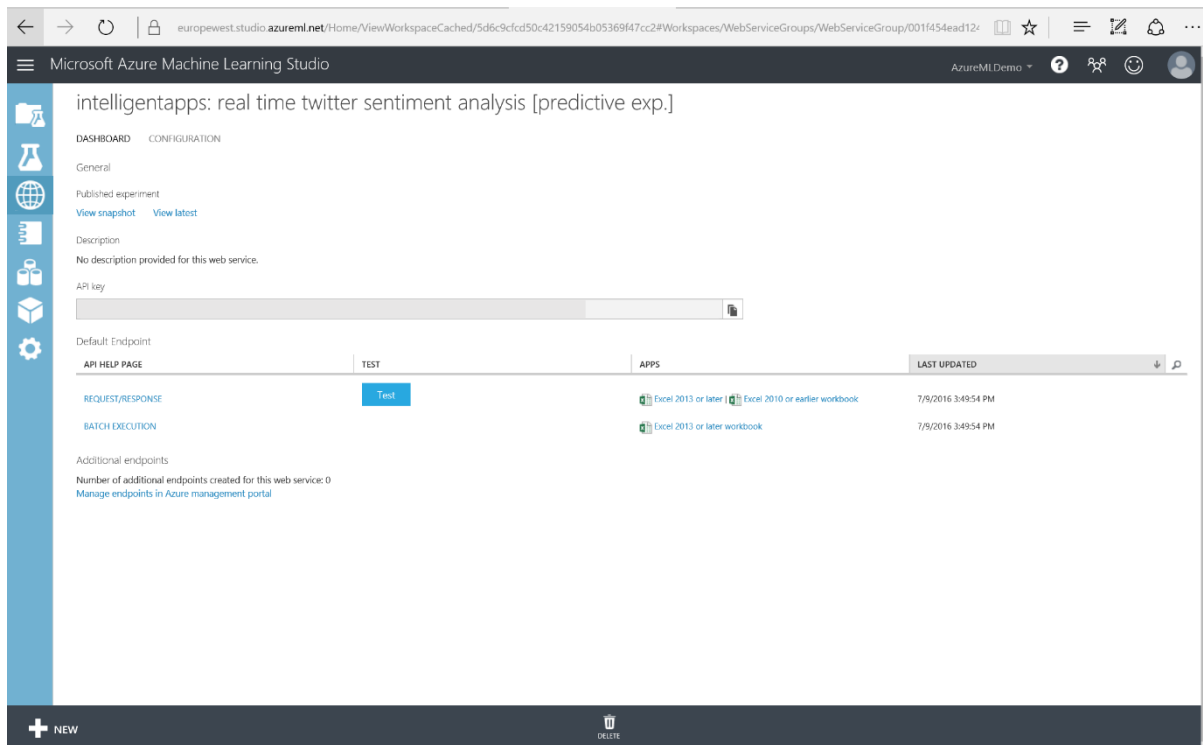 europewest.studio.azureml.net/Home/ViewWorkspaceCached/5d6c9cfcd50c42159054b05369f47cc2#Workspaces/WebServiceGroups/WebServiceGroup/001f454ead124
Microsoft Azure Machine Learning Studio AzureMLDemo
intelligentapps: real time twitter sentiment analysis [predictive exp.]
DASHBOARD CONFIGURATION
General
Published experiment
View snapshot View latest
Description
No description provided for this web service.
API key
Default Endpoint
API HELP PAGE TEST APPS LAST UPDATED
REQUEST/RESPONSE Test Excel 2013 or later | Excel 2010 or earlier workbook 7/9/2016 3:49:54 PM
BATCH EXECUTION Excel 2013 or later workbook 7/9/2016 3:49:54 PM
Additional endpoints
Number of additional endpoints created for this web service: 0
Manage endpoints in Azure management portal
NEW DELETE